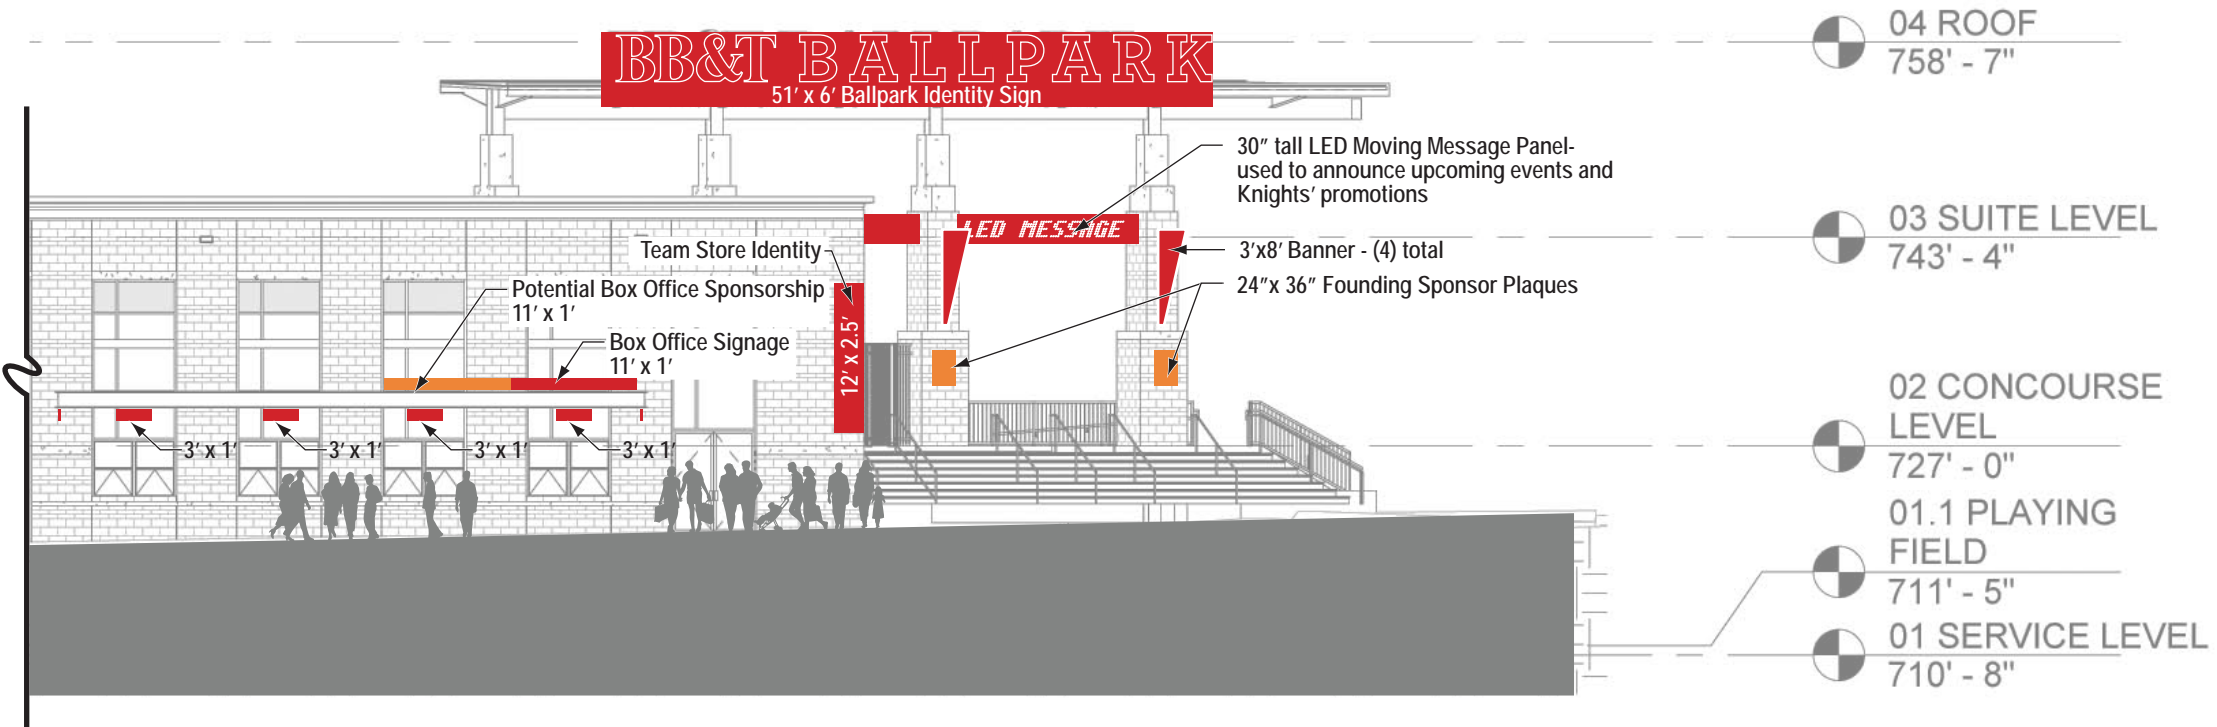 BB&T BALLPARK
51' x 6' Ballpark Identity Sign
04 ROOF
758' - 7"
30" tall LED Moving Message Panel-
used to announce upcoming events and
Knights' promotions
LED MESSAGE
03 SUITE LEVEL
743' - 4"
Team Store Identity
3'x8' Banner - (4) total
24"x 36" Founding Sponsor Plaques
Potential Box Office Sponsorship
11' x 1'
Box Office Signage
11' x 1'
12' x 2.5'
02 CONCOURSE
LEVEL
727' - 0"
3' x 1'
3' x 1'
3' x 1'
3' x 1'
01.1 PLAYING
FIELD
711' - 5"
01 SERVICE LEVEL
710' - 8"